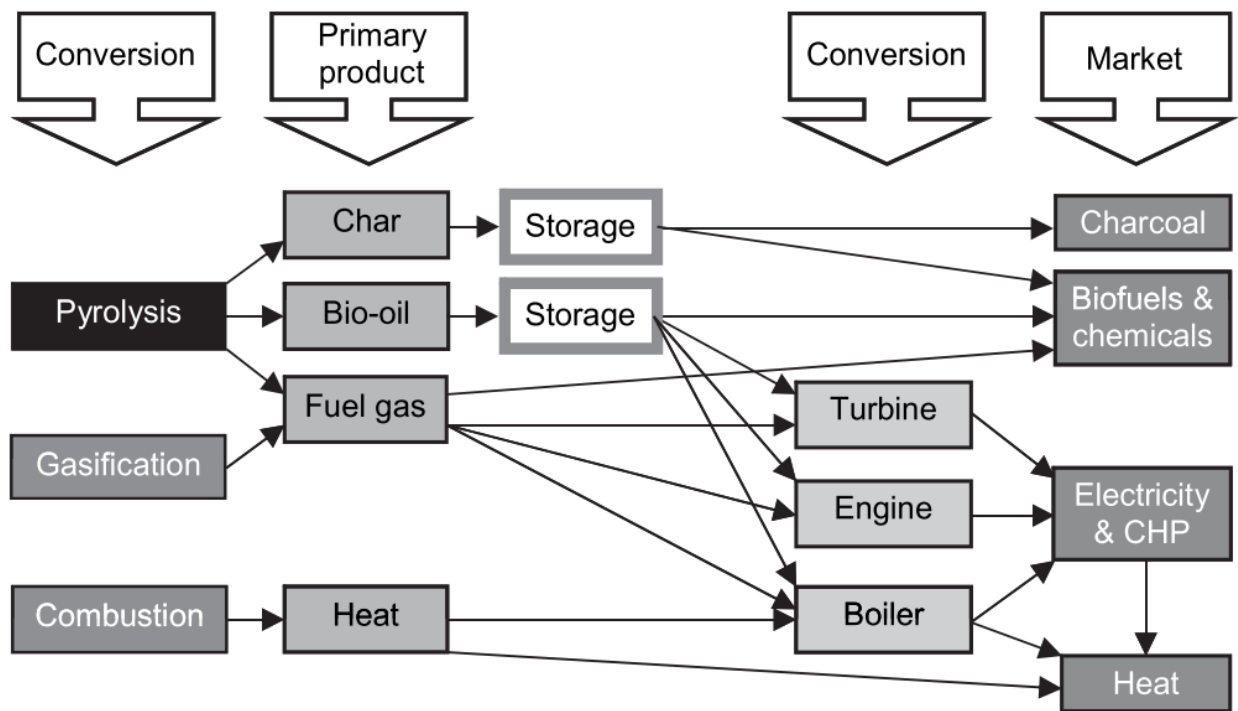 Conversion
Primary
product
Conversion
Market
Char
Storage
Charcoal
Pyrolysis
Bio-oil
Storage
Biofuels &
chemicals
Fuel gas
Turbine
Gasification
Engine
Electricity
& CHP
Combustion
Heat
Boiler
Heat